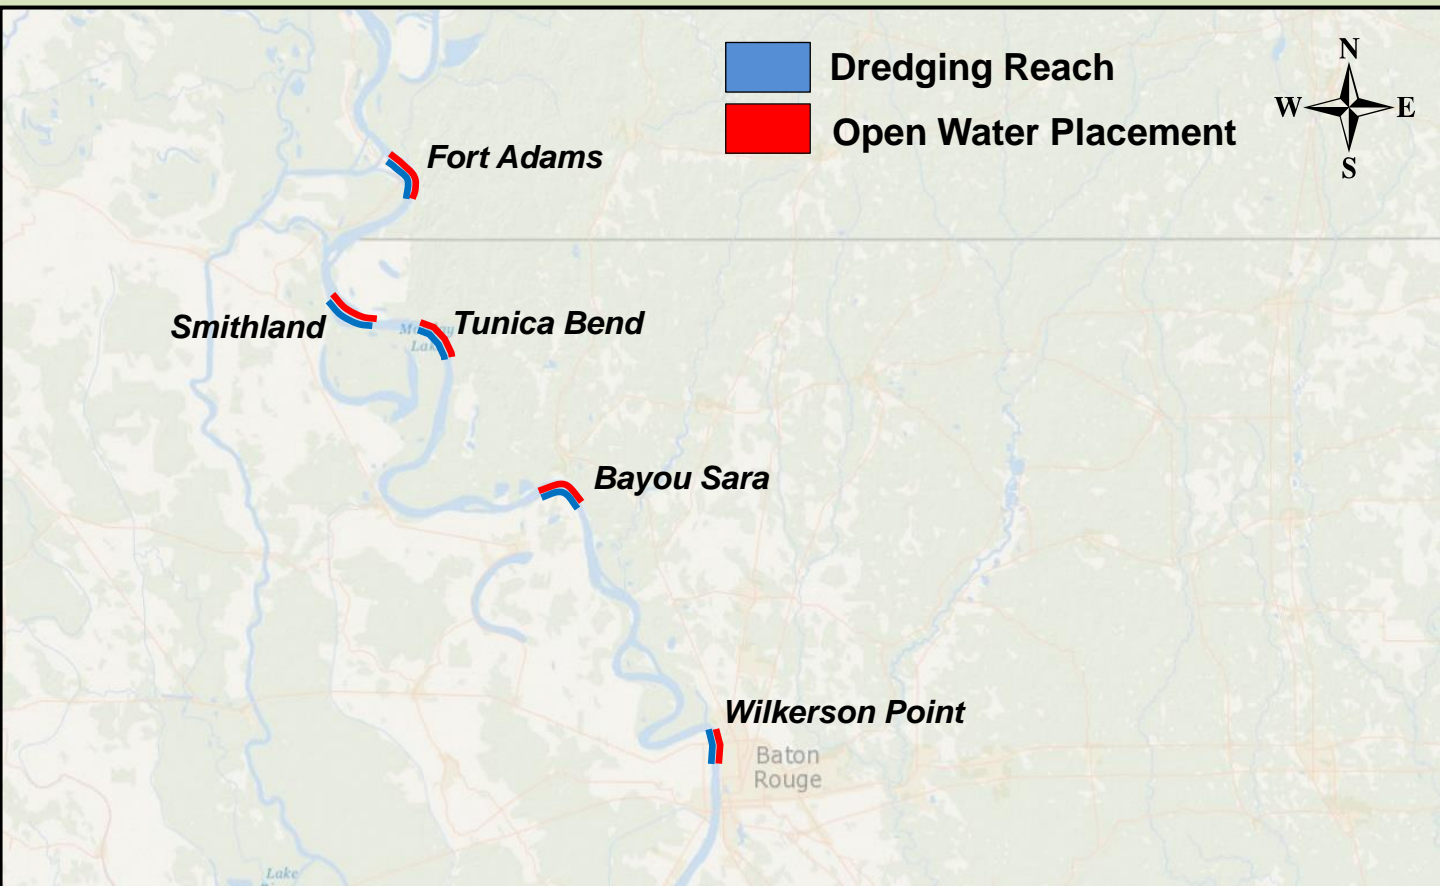 Dredging Reach
Open Water Placement
N
W
E
S
Fort Adams
Smithland
Tunica Bend
Bayou Sara
Wilkerson Point
Baton
Rouge
Lake